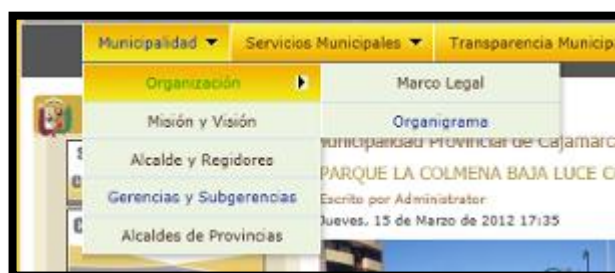 Municipalidad Servicios Municipales Transparencia Municip
Organización Marco Legal
Misión y Visión Organigrama
Alcalde y Regidores
Gerencias y Subgerencias
Alcaldes de Provincias
Municipalidad Provincial de Cajamarc
PARQUE LA COLMENA BAJA LUCE C
Escrito por Administrator
Jueves, 15 de Marzo de 2012 17:35